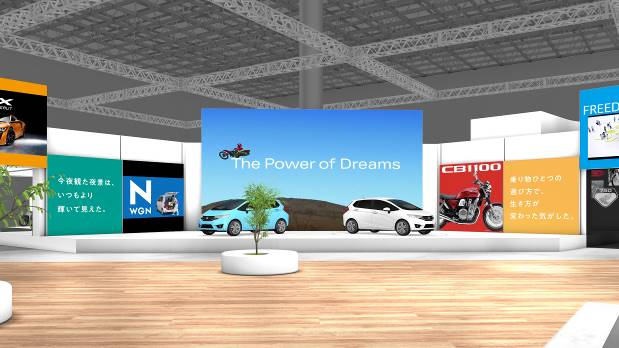 X
今夜観た夜景は、
いつもより
輝いて見えた。
N
WGN
The Power of Dreams
CB1100
乗り物ひとつの
選び方で、
生き方が
変わった気がした。
FREED
750